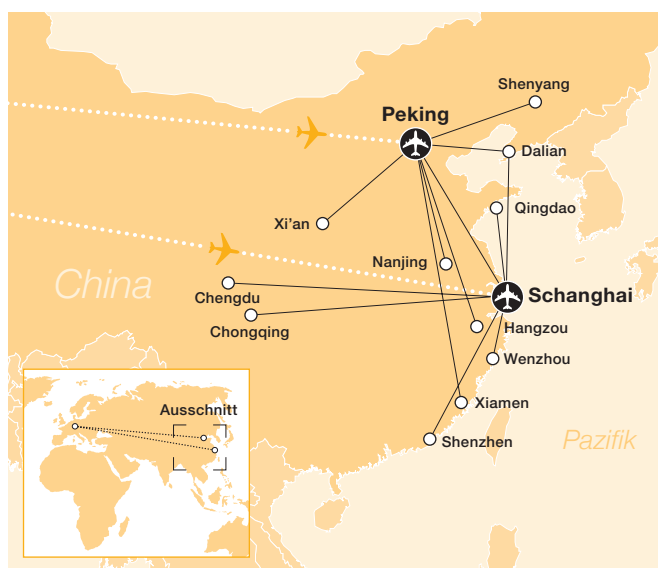 Shenyang
Peking
Dalian
Qingdao
Xi'an
Nanjing
China
Chengdu
Schanghai
Chongqing
Hangzou
Wenzhou
Ausschnitt
Xiamen
Shenzhen
Pazifik